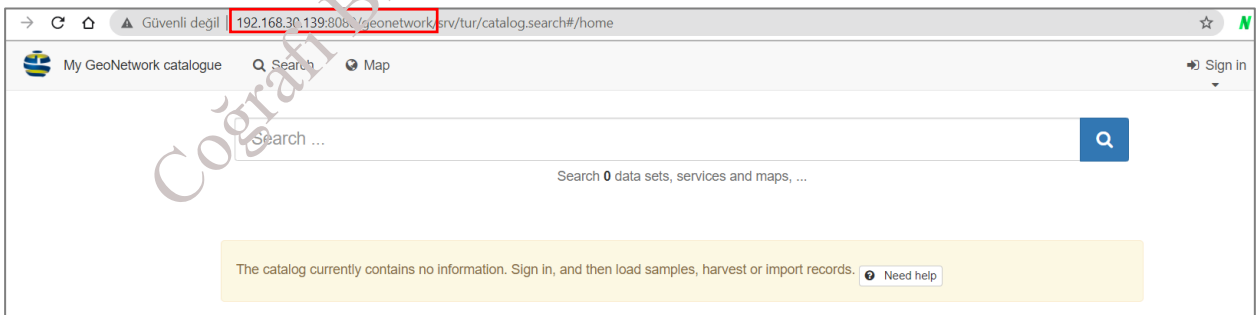 Güvenli değil 192.168.30.139:8080/geonetwork/srv/tur/catalog.search#/home
My GeoNetwork catalogue Search Map Sign in
Search ...
Search 0 data sets, services and maps, ...
The catalog currently contains no information. Sign in, and then load samples, harvest or import records. Need help
Coğrafi